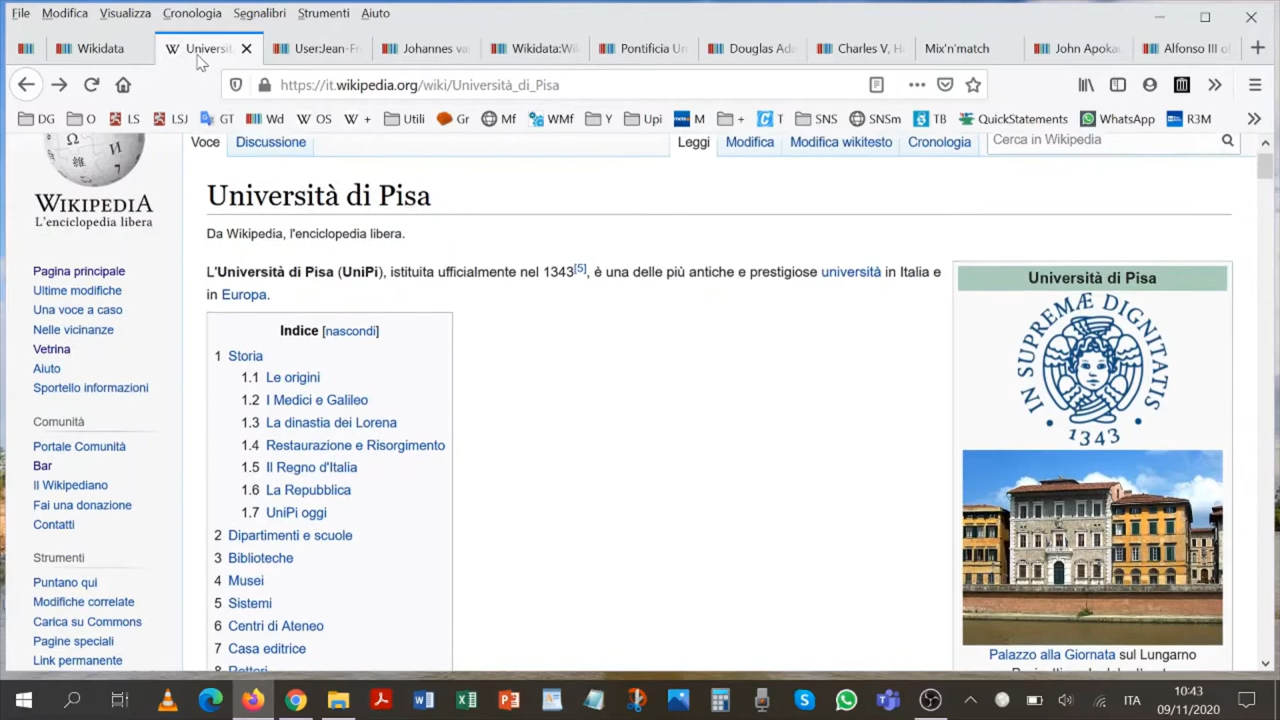 File Modifica Visualizza Cronologia Segnalibri Strumenti Aiuto
Wikidata Universit UserJean-Fr Johannes va Wikidata:Wi Pontificia Un Douglas Ada Charles V, H Mix'n'match John Apokau Alfonso III o
https://it.wikipedia.org/wiki/Università_di_Pisa
DG O LS LSJ GT Wd OS + Utili Gr Mf WMf Y Upi M + T SNS SNSm TB QuickStatements WhatsApp R3M
Voce Discussione Leggi Modifica Modifica wikitesto Cronologia Cerca in Wikipedia
WIKIPEDIA
L'enciclopedia libera
Pagina principale
Ultime modifiche
Una voce a caso
Nelle vicinanze
Vetrina
Aiuto
Sportello informazioni
Comunità
Portale Comunità
Bar
Il Wikipediano
Fai una donazione
Contatti
Strumenti
Puntano qui
Modifiche correlate
Carica su Commons
Pagine speciali
Link permanente
Università di Pisa
Da Wikipedia, l'enciclopedia libera.
L'Università di Pisa (UniPi), istituita ufficialmente nel 1343[5], è una delle più antiche e prestigiose università in Italia e
in Europa.
Indice [nascondi]
1 Storia
1.1 Le origini
1.2 I Medici e Galileo
1.3 La dinastia dei Lorena
1.4 Restaurazione e Risorgimento
1.5 Il Regno d'Italia
1.6 La Repubblica
1.7 UniPi oggi
2 Dipartimenti e scuole
3 Biblioteche
4 Musei
5 Sistemi
6 Centri di Ateneo
7 Casa editrice
8 Rettori
Università di Pisa
IN SUPREMÆ DIGNITATIS
1343
Palazzo alla Giornata sul Lungarno
ITA
10:43
09/11/2020